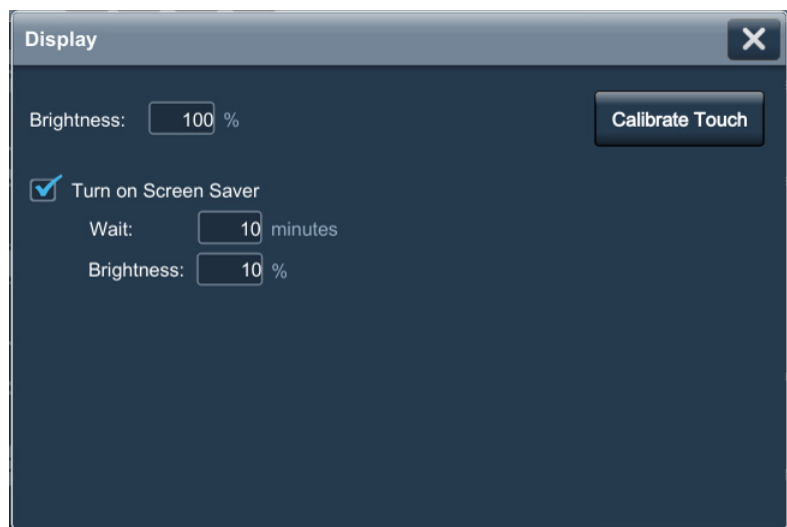 Display
Brightness: 100 %
Calibrate Touch
Turn on Screen Saver
Wait: 10 minutes
Brightness: 10 %